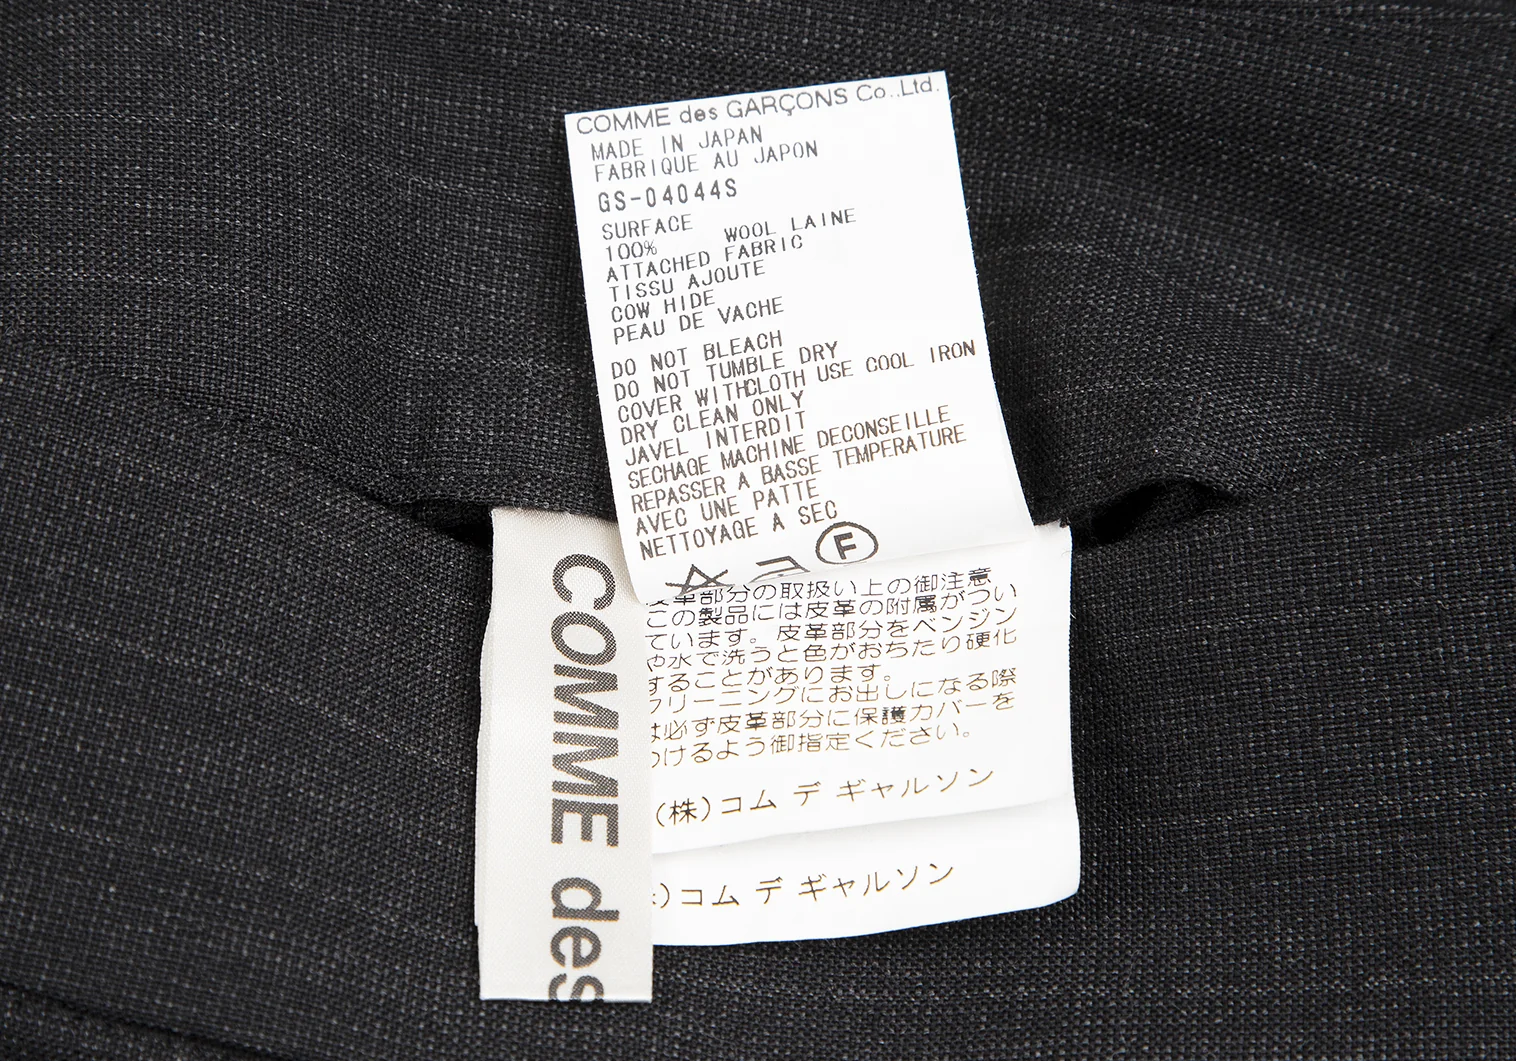 COMME des GARÇONS Co.,Ltd.
MADE IN JAPAN
FABRIQUE AU JAPON
GS-04044S
SURFACE
100% WOOL LAINE
ATTACHED FABRIC
TISSU AJOUTE
COW HIDE
PEAU DE VACHE
DO NOT BLEACH
DO NOT TUMBLE DRY
COVER WITHCLOTH USE COOL IRON
DRY CLEAN ONLY
JAVEL INTERDIT
SECHAGE MACHINE DECONSEILLE
REPASSER A BASSE TEMPERATURE
AVEC UNE PATTE
NETTOYAGE A SEC
F
皮革部分の取扱い上の御注意
この製品には皮革の附属がつい
ています。皮革部分をベンジン
や水で洗うと色がおちたり硬化
することがあります。
クリーニングにお出しになる際
は必ず皮革部分に保護カバーを
つけるよう御指定ください。
(株)コム デ ギャルソン
)コム デ ギャルソン
COMME des